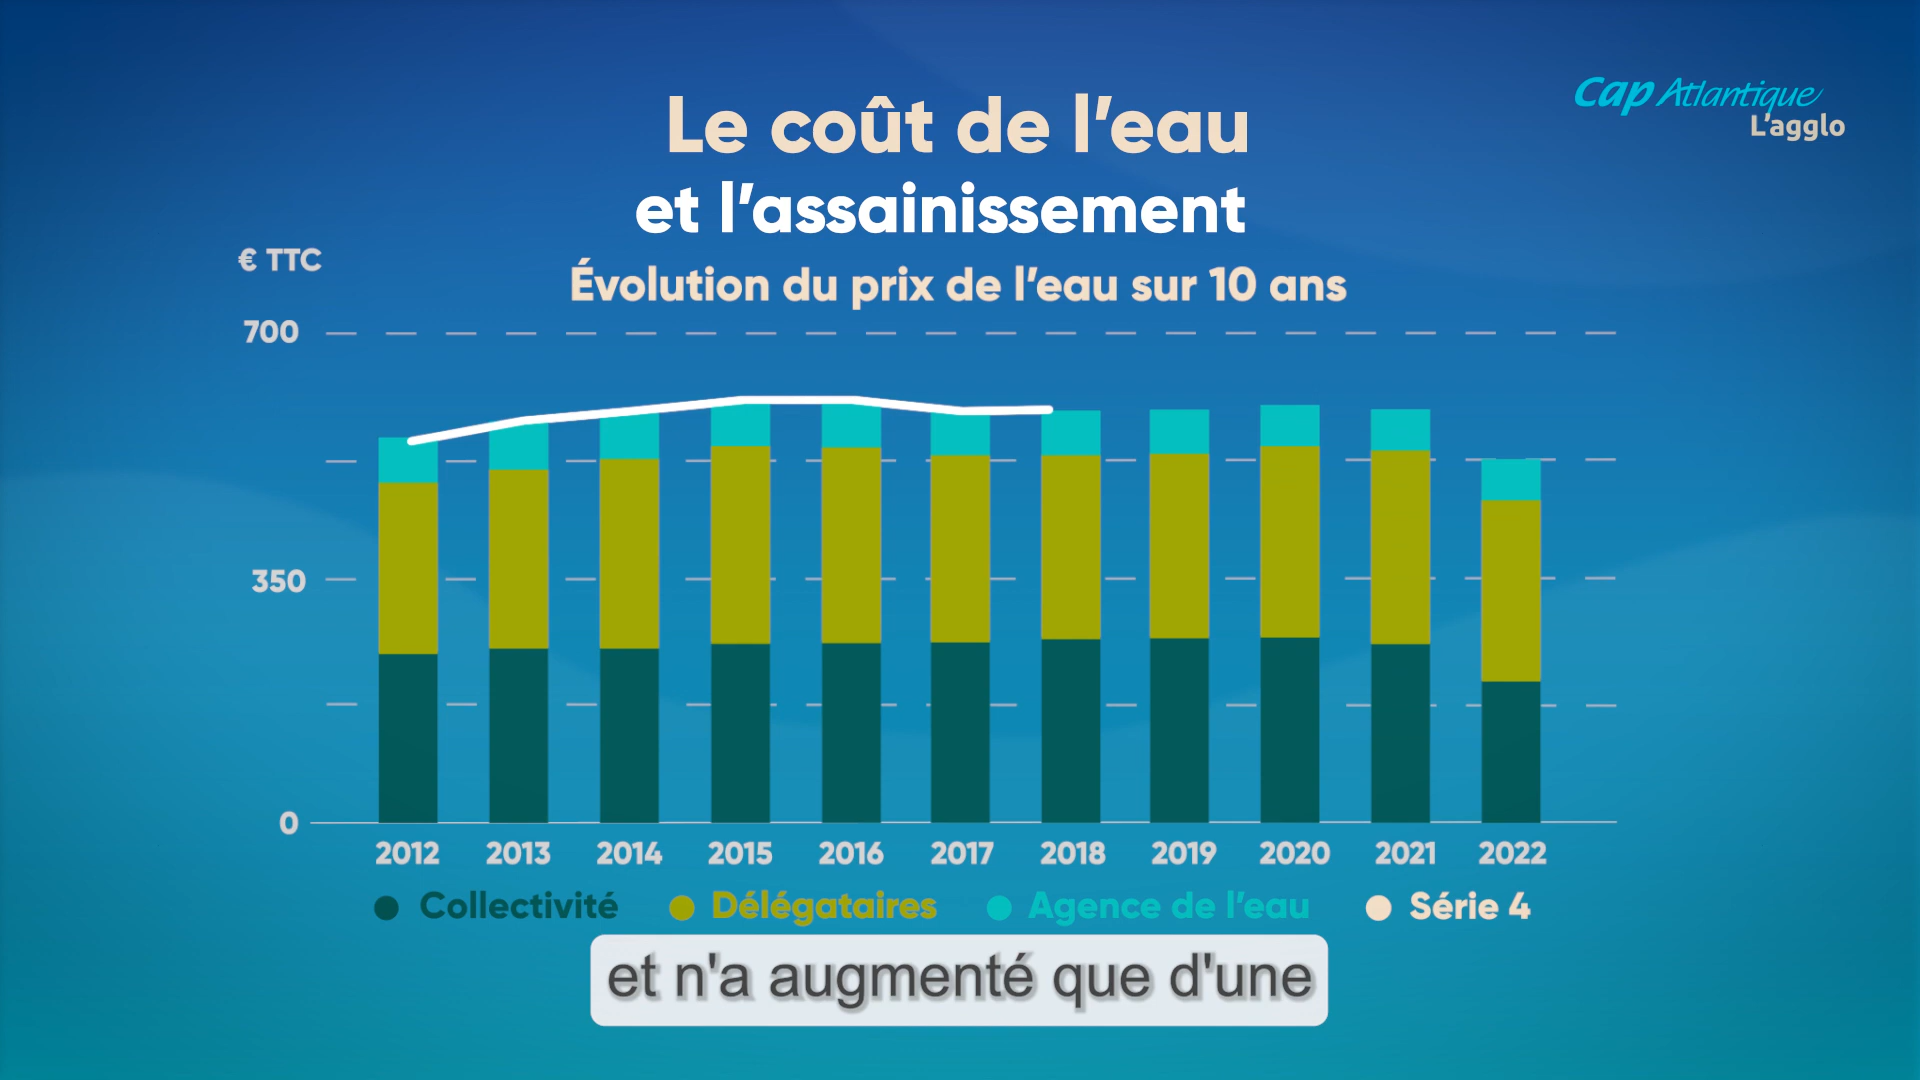 Cap Atlantique
L'agglo
Le coût de l'eau
et l'assainissement
€ TTC
Évolution du prix de l'eau sur 10 ans
700
350
0
2012 2013 2014 2015 2016 2017 2018 2019 2020 2021 2022
Collectivité Délégataires Agence de l'eau Série 4
et n'a augmenté que d'une